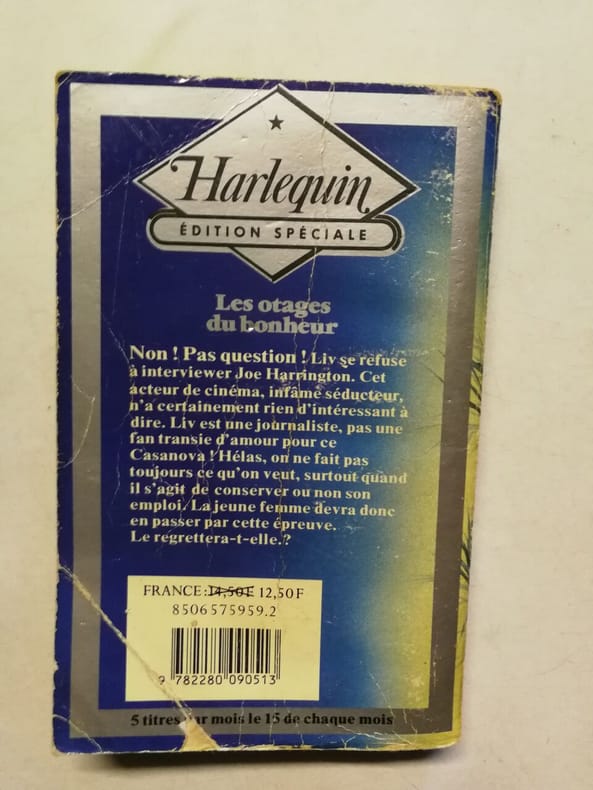 Harlequin
ÉDITION SPÉCIALE
Les otages
du bonheur
Non ! Pas question ! Liv se refuse
à interviewer Joe Harrington. Cet
acteur de cinéma, infâme séducteur,
n'a certainement rien d'intéressant à
dire. Liv est une journaliste, pas une
fan transie d'amour pour ce
Casanova ! Hélas, on ne fait pas
toujours ce qu'on veut, surtout quand
il s'agit de conserver ou non son
emploi. La jeune femme devra donc
en passer par cette épreuve.
Le regrettera-t-elle ?
FRANCE : 14,50F 12,50F
8506575959.2
9 782280 090513
5 titres par mois le 15 de chaque mois